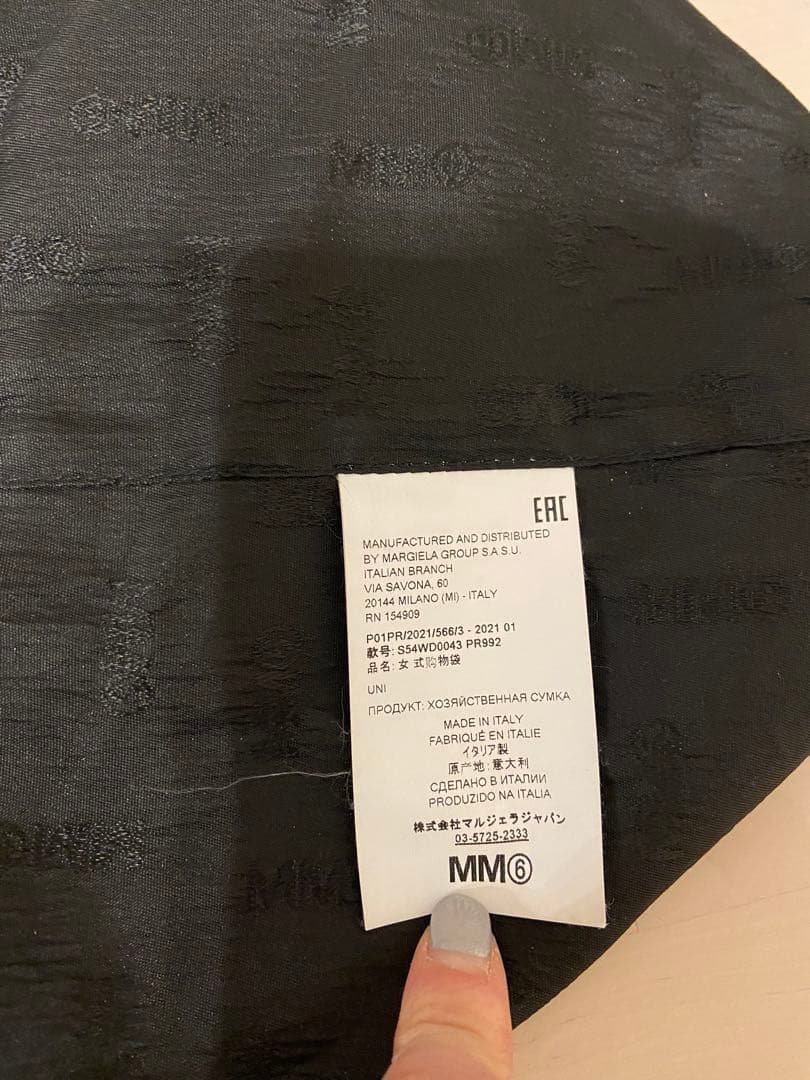 EAC
MANUFACTURED AND DISTRIBUTED
BY MARGIELA GROUP S.A.S.U.
ITALIAN BRANCH
VIA SAVONA, 60
20144 MILANO (MI) - ITALY
RN 154909
P01PR/2021/566/3 - 2021 01
款号: S54WD0043 PR992
品名: 女式购物袋
UNI
ПРОДУКТ: ХОЗЯЙСТВЕННАЯ СУМКА
MADE IN ITALY
FABRIQUÉ EN ITALIE
イタリア製
原产地: 意大利
СДЕЛАНО В ИТАЛИИ
PRODUZIDO NA ITALIA
株式会社マルジェラジャパン
03-5725-2333
MM⑥